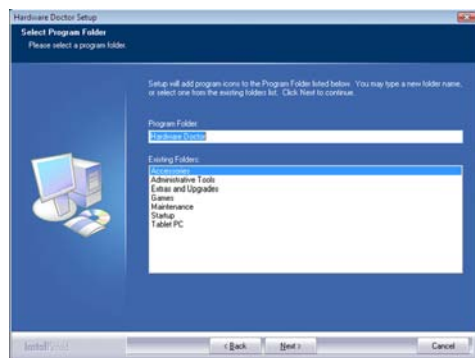 Hardware Doctor Setup
Select Program Folder
Please select a program folder.
Setup will add program icons to the Program Folder listed below. You may type a new folder name,
or select one from the existing folders list. Click Next to continue.
Program Folder:
Hardware Doctor
Existing Folders:
Accessories
Administrative Tools
Extras and Upgrades
Games
Maintenance
Startup
Tablet PC
InstallShield
< Back
Next >
Cancel